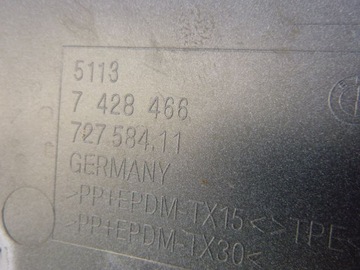 5113
7 428 466
727 584.11
GERMANY
>PP+EPDM-TX15<>TPE-
>PP+EPDM-TX30<